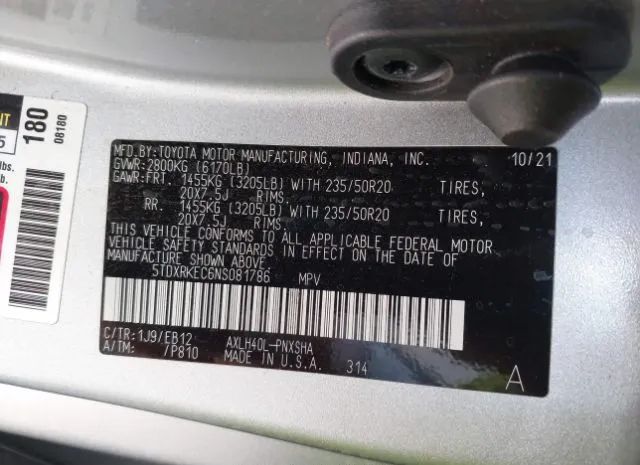 MFD.BY:TOYOTA MOTOR MANUFACTURING, INDIANA, INC. 10/21
GVWR:2800KG (6170LB)
GAWR:FRT. 1455KG (3205LB) WITH 235/50R20 TIRES,
20X7.5J RIMS.
RR. 1455KG (3205LB) WITH 235/50R20 TIRES,
20X7.5J RIMS.
THIS VEHICLE CONFORMS TO ALL APPLICABLE FEDERAL MOTOR
VEHICLE SAFETY STANDARDS IN EFFECT ON THE DATE OF
MANUFACTURE SHOWN ABOVE.
5TDXRKEC6NS081786 MPV
C/TR:1J9/EB12 AXLH40L-PNXSHA
A/TM: /P810 MADE IN U.S.A. 314
A
IT
5
lbs.
b.
180
08180